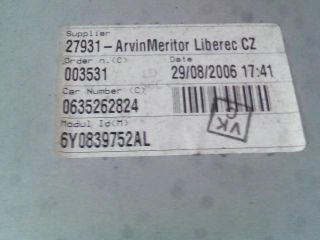 Supplier
27931-ArvinMeritor Liberec CZ
Order n.(C) Date
003531 29/08/2006 17:41
Car Number (C)
0635262824
VK
Modul Id(M)
6Y0839752AL